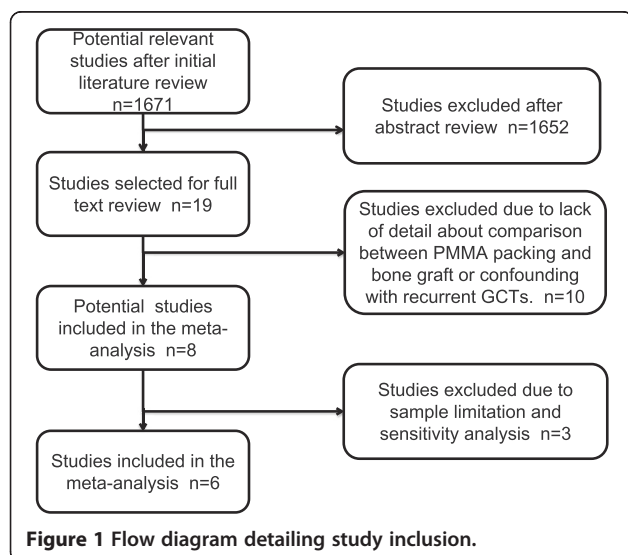 Potential relevant
studies after initial
literature review
n=1671
Studies excluded after
abstract review n=1652
Studies selected for full
text review n=19
Studies excluded due to lack
of detail about comparison
between PMMA packing and
bone graft or confounding
with recurrent GCTs. n=10
Potential studies
included in the meta-
analysis n=8
Studies excluded due to
sample limitation and
sensitivity analysis n=3
Studies included in the
meta-analysis n=6
Figure 1 Flow diagram detailing study inclusion.